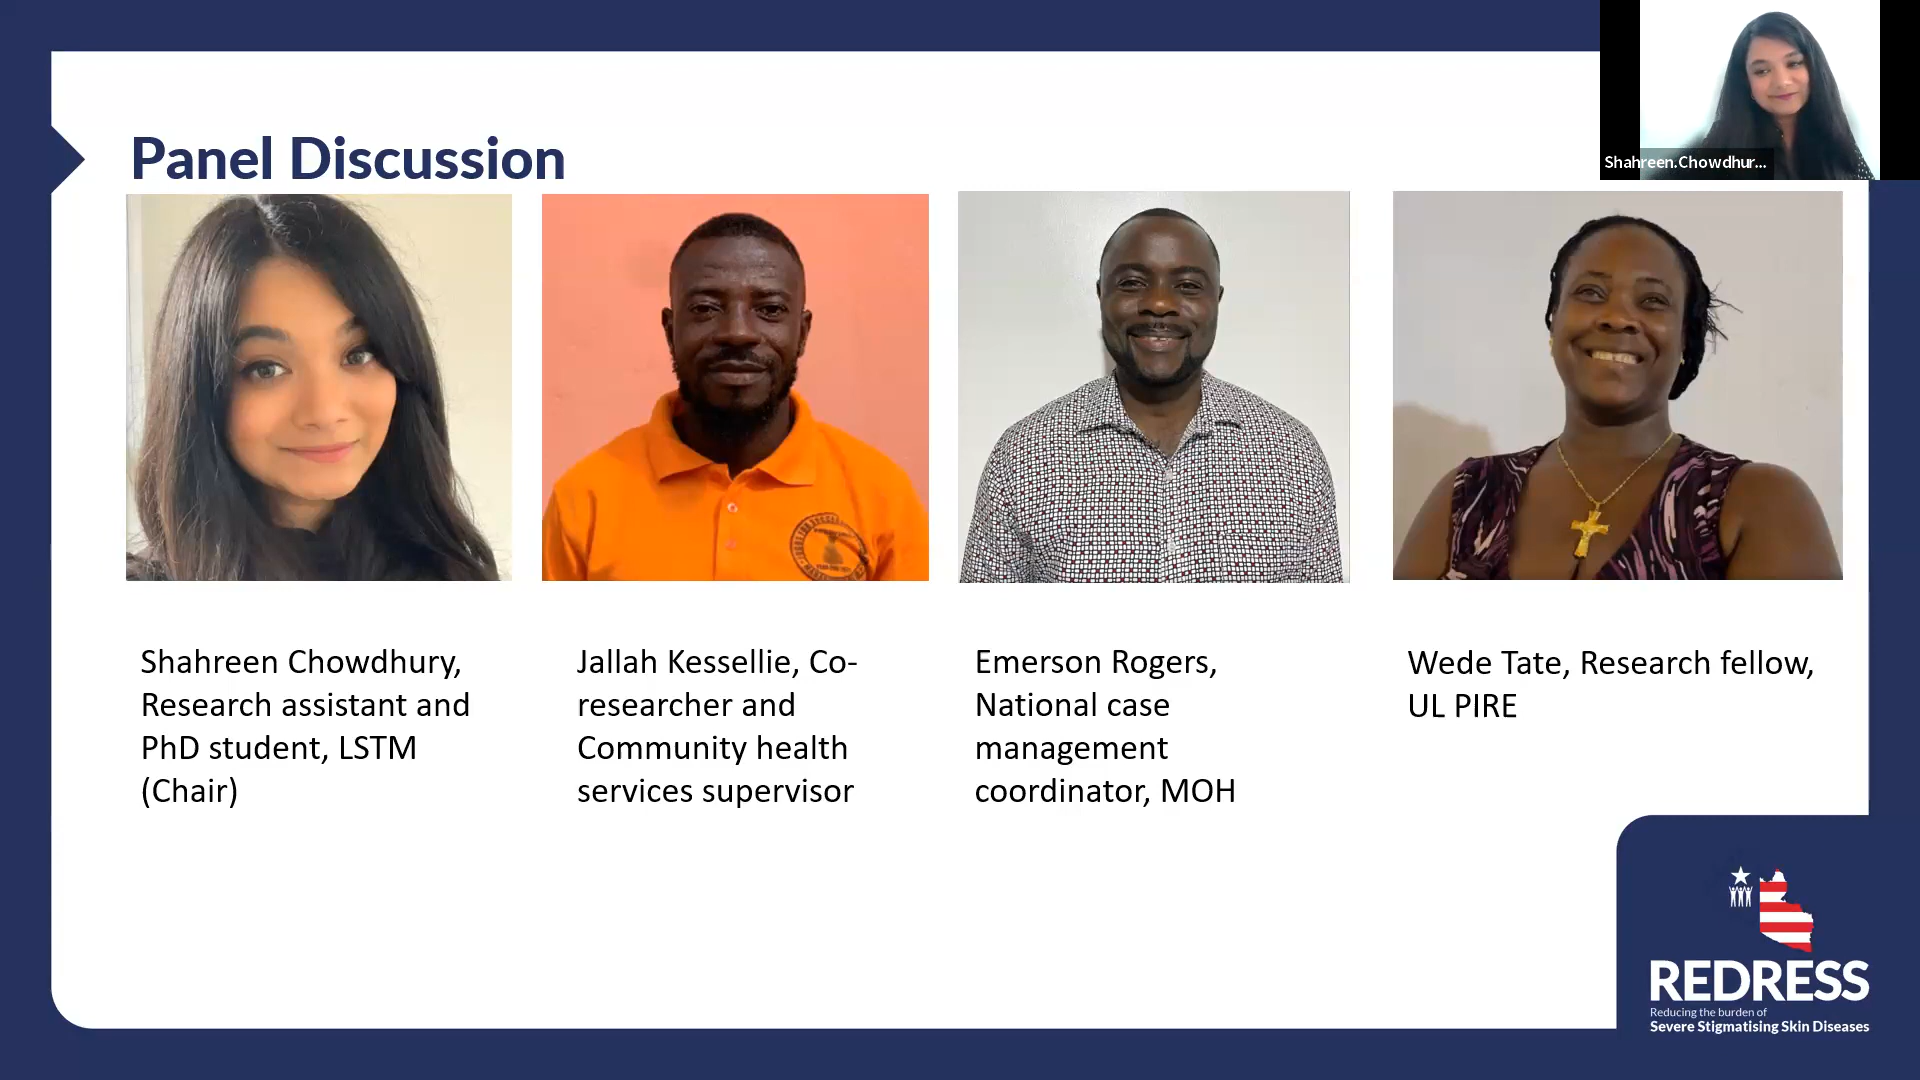 Shahreen.Chowdhur...
Panel Discussion
Shahreen Chowdhury,
Research assistant and
PhD student, LSTM
(Chair)
Jallah Kessellie, Co-
researcher and
Community health
services supervisor
Emerson Rogers,
National case
management
coordinator, MOH
Wede Tate, Research fellow,
UL PIRE
REDRESS
Reducing the burden of
Severe Stigmatising Skin Diseases